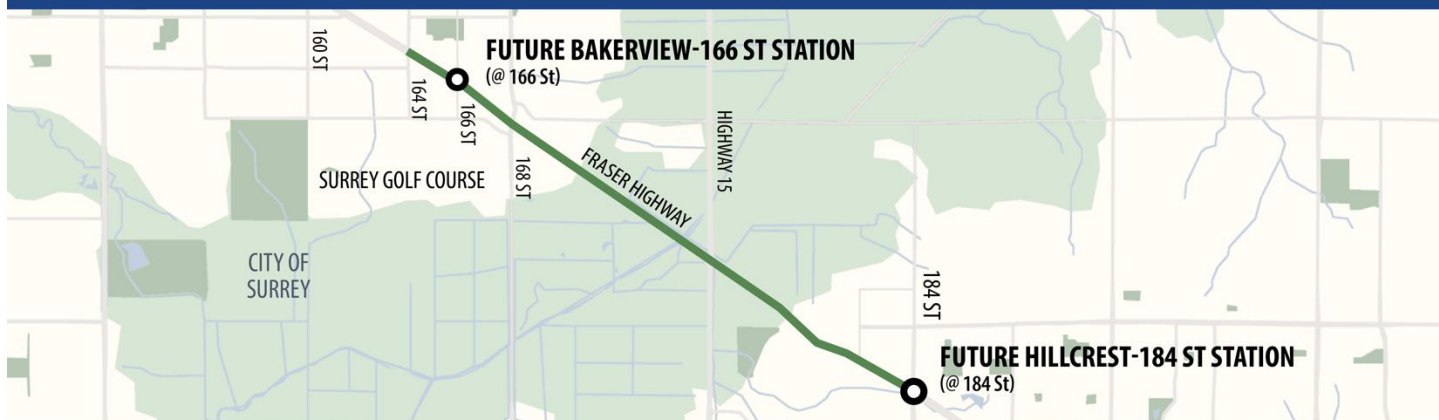 160 ST
FUTURE BAKERVIEW-166 ST STATION
(@ 166 St)
164 ST
166 ST
HIGHWAY 15
168 ST
SURREY GOLF COURSE
FRASER HIGHWAY
CITY OF
SURREY
184 ST
FUTURE HILLCREST-184 ST STATION
(@ 184 St)